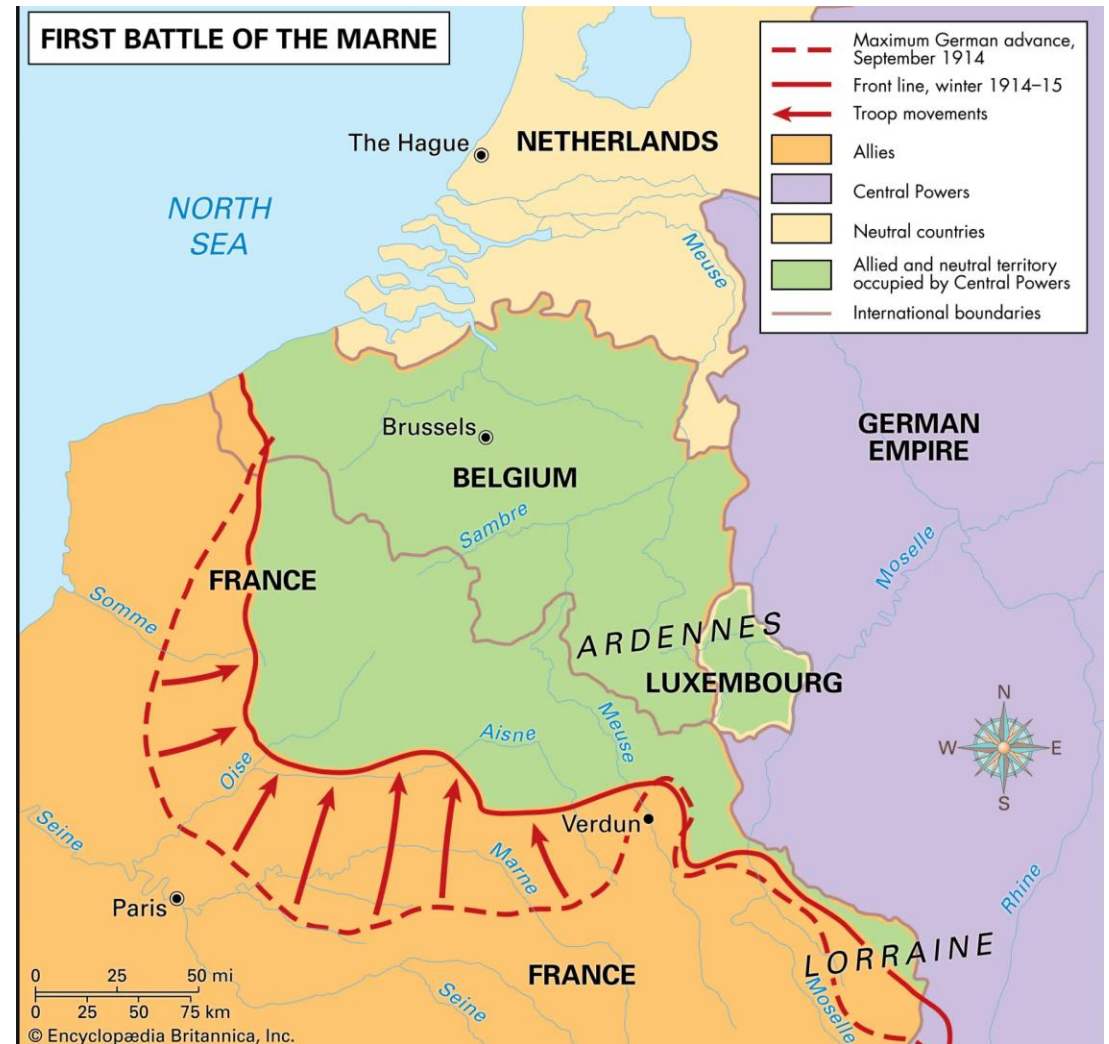 FIRST BATTLE OF THE MARNE
Maximum German advance,
September 1914
Front line, winter 1914–15
Troop movements
Allies
Central Powers
Neutral countries
Allied and neutral territory
occupied by Central Powers
International boundaries
The Hague
NETHERLANDS
NORTH
SEA
Meuse
Brussels
BELGIUM
GERMAN
EMPIRE
Sambre
Moselle
FRANCE
Somme
ARDENNES
LUXEMBOURG
Meuse
Aisne
Oise
N
W
E
S
Verdun
Seine
Marne
Paris
Rhine
LORRAINE
FRANCE
Seine
Moselle
0 25 50 mi
0 25 50 75 km
© Encyclopædia Britannica, Inc.